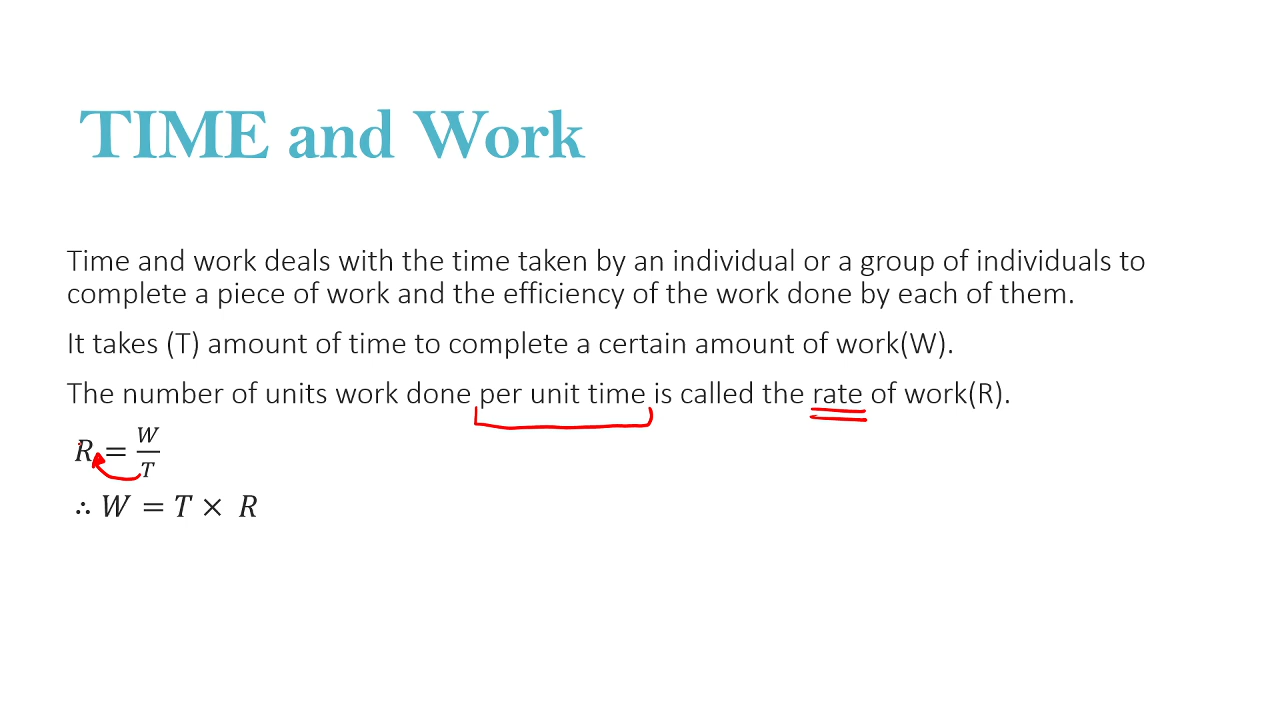 TIME and Work
Time and work deals with the time taken by an individual or a group of individuals to
complete a piece of work and the efficiency of the work done by each of them.
It takes (T) amount of time to complete a certain amount of work(W).
The number of units work done per unit time is called the rate of work(R).
R = W/T
∴ W = T × R